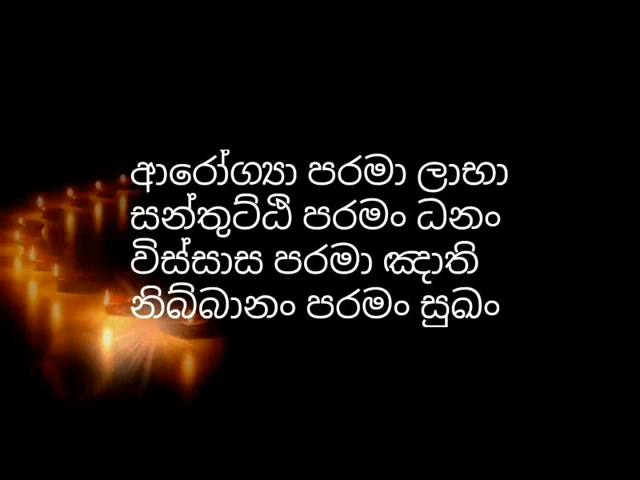 ආරෝග්‍යා පරමා ලාභා
සන්තුට්ඨි පරමං ධනං
විස්සාස පරමා ඤාති
නිබ්බානං පරමං සුඛං